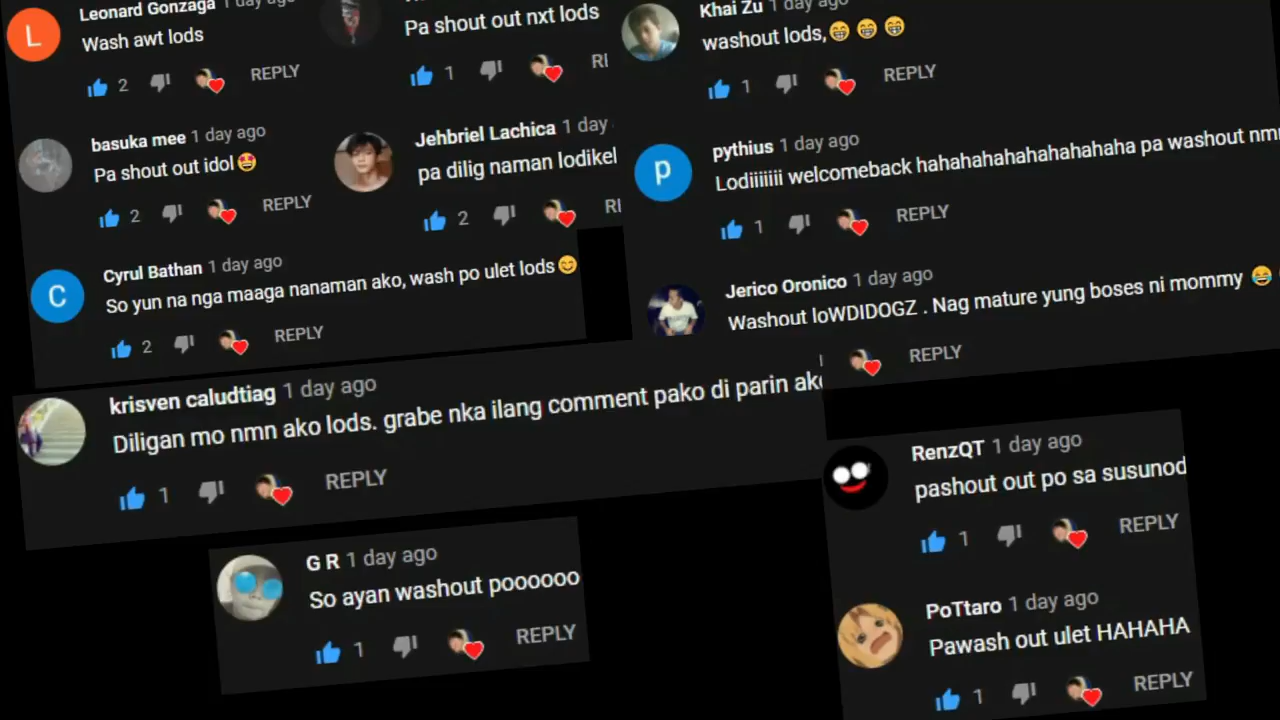 Leonard Gonzaga 1 day ago
Wash awt lods
2 REPLY
Pa shout out nxt lods
1
Khai Zu 1 day ago
washout lods,😁😁😁
1 REPLY
basuka mee 1 day ago
Pa shout out idol🤩
2 REPLY
Jehbriel Lachica 1 day
pa dilig naman lodikel
2
P
pythius 1 day ago
Lodiiiiiii welcomeback hahahahahahahahahaha pa washout nm
1 REPLY
C
Cyrul Bathan 1 day ago
So yun na nga maaga nanaman ako, wash po ulet lods😊
2 REPLY
Jerico Oronico 1 day ago
Washout loWDIDOGZ . Nag mature yung boses ni mommy 😂
REPLY
krisven caludtiag 1 day ago
Diligan mo nmn ako lods. grabe nka ilang comment pako di parin ako
1 REPLY
RenzQT 1 day ago
pashout out po sa susunod
1 REPLY
G R 1 day ago
So ayan washout poooooo
1 REPLY
PoTtaro 1 day ago
Pawash out ulet HAHAHA
1 REPLY